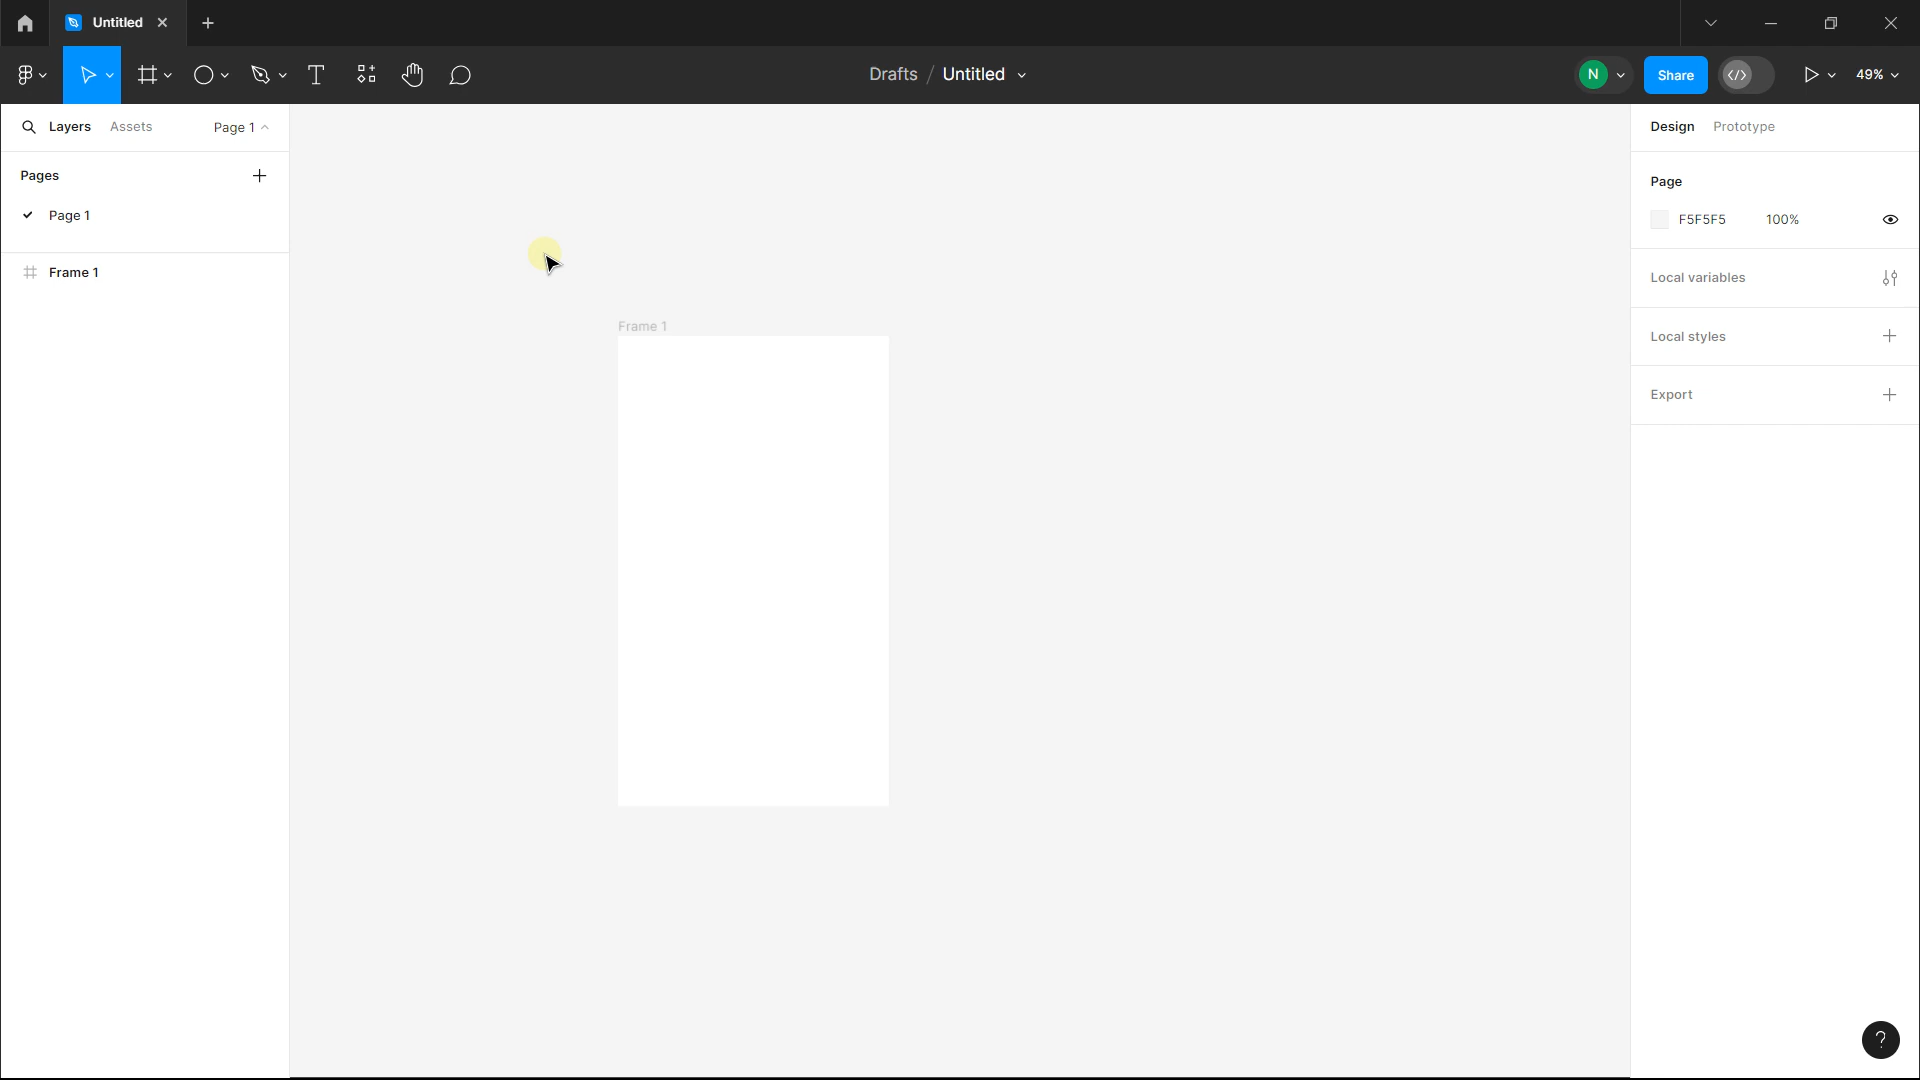 Untitled
Drafts / Untitled
N
Share
49%
Layers
Assets
Page 1
Design
Prototype
Pages
Page 1
Page
F5F5F5
100%
Frame 1
Local variables
Frame 1
Local styles
Export
?